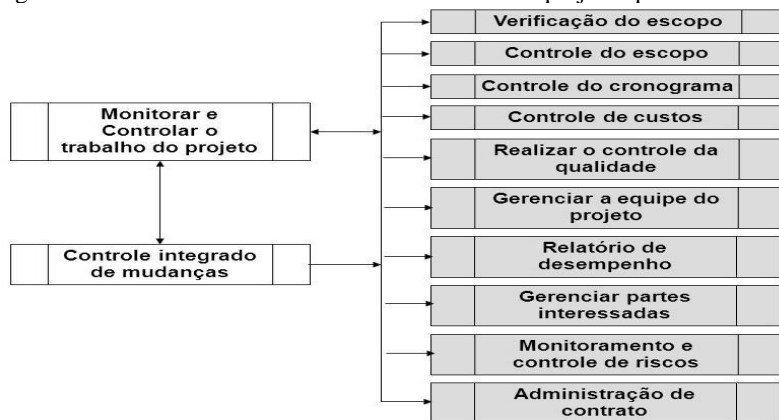 Verificação do escopo
Controle do escopo
Controle do cronograma
Controle de custos
Monitorar e
Controlar o
trabalho do projeto
Realizar o controle da
qualidade
Gerenciar a equipe do
projeto
Controle integrado
de mudanças
Relatório de
desempenho
Gerenciar partes
interessadas
Monitoramento e
controle de riscos
Administração de
contrato